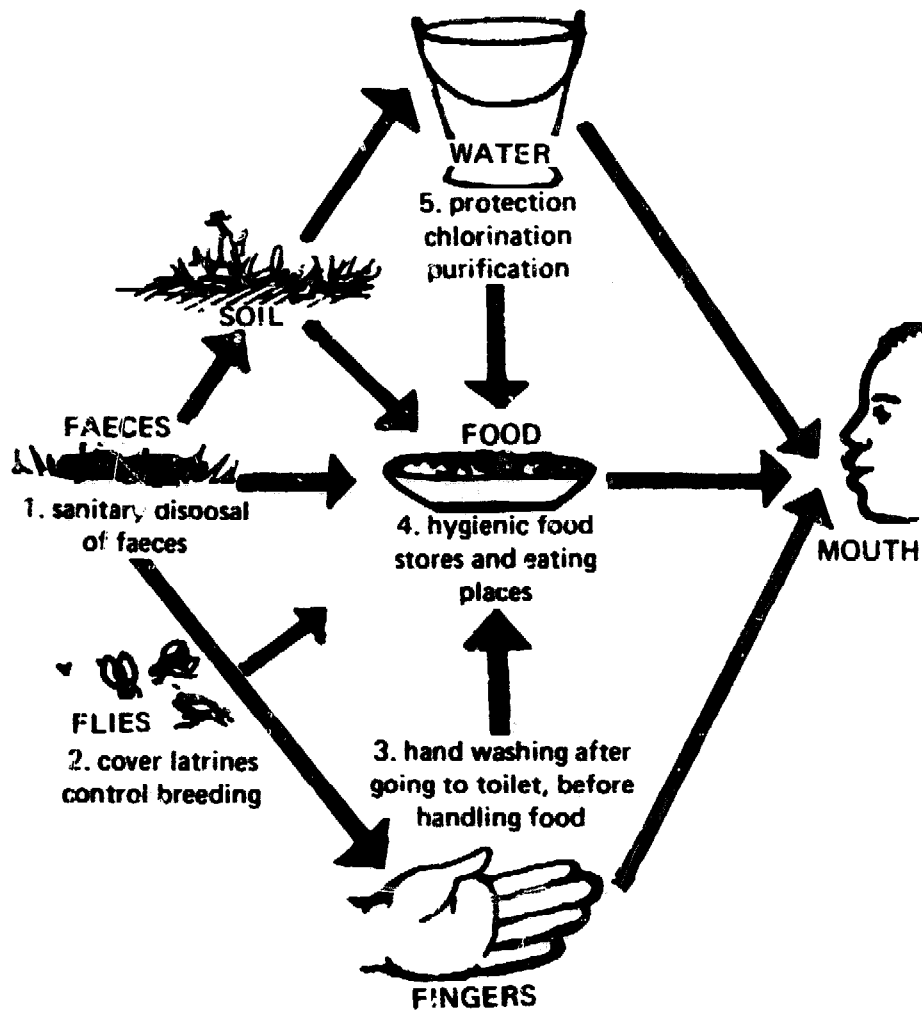 WATER
5. protection
chlorination
purification
SOIL
FAECES
1. sanitary disposal
of faeces
FOOD
4. hygienic food
stores and eating
places
MOUTH
FLIES
2. cover latrines
control breeding
3. hand washing after
going to toilet, before
handling food
FINGERS